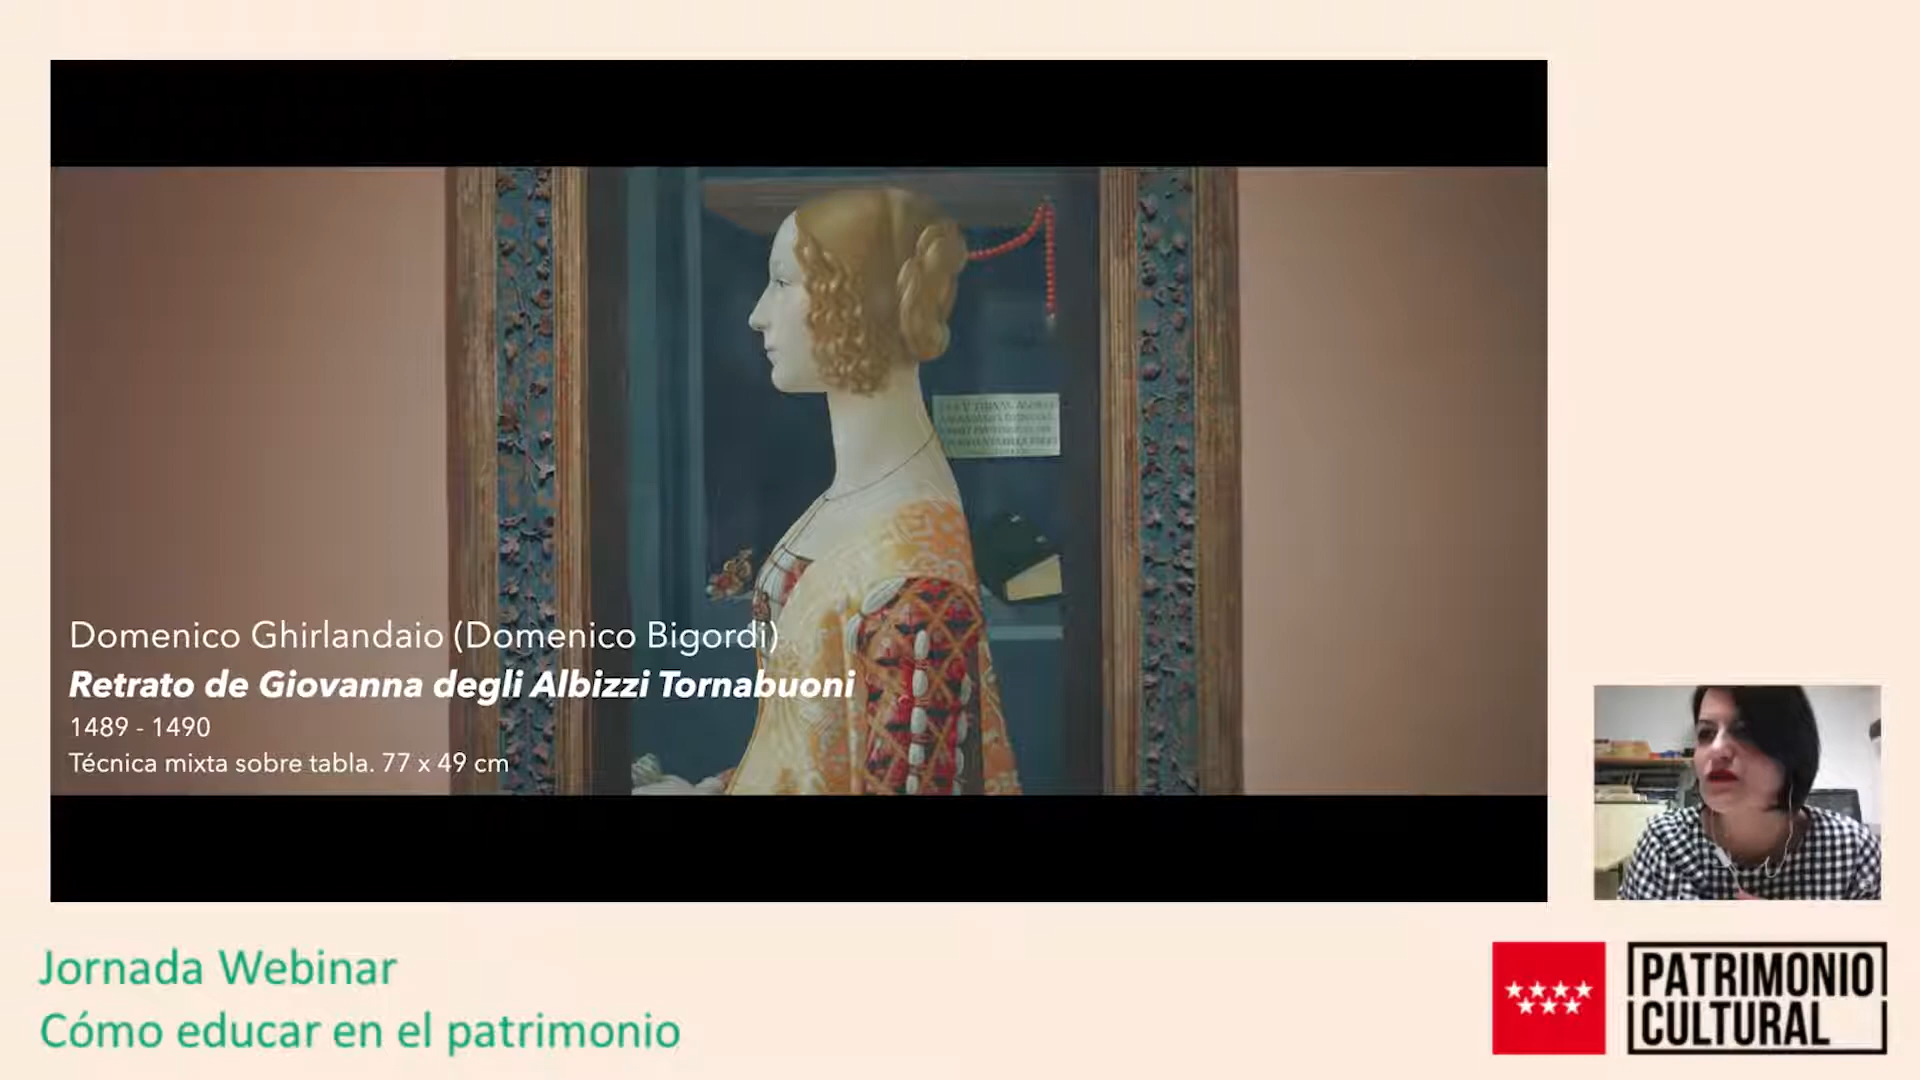 Domenico Ghirlandaio (Domenico Bigordi)
Retrato de Giovanna degli Albizzi Tornabuoni
1489 - 1490
Técnica mixta sobre tabla. 77 x 49 cm
Jornada Webinar
Cómo educar en el patrimonio
PATRIMONIO
CULTURAL